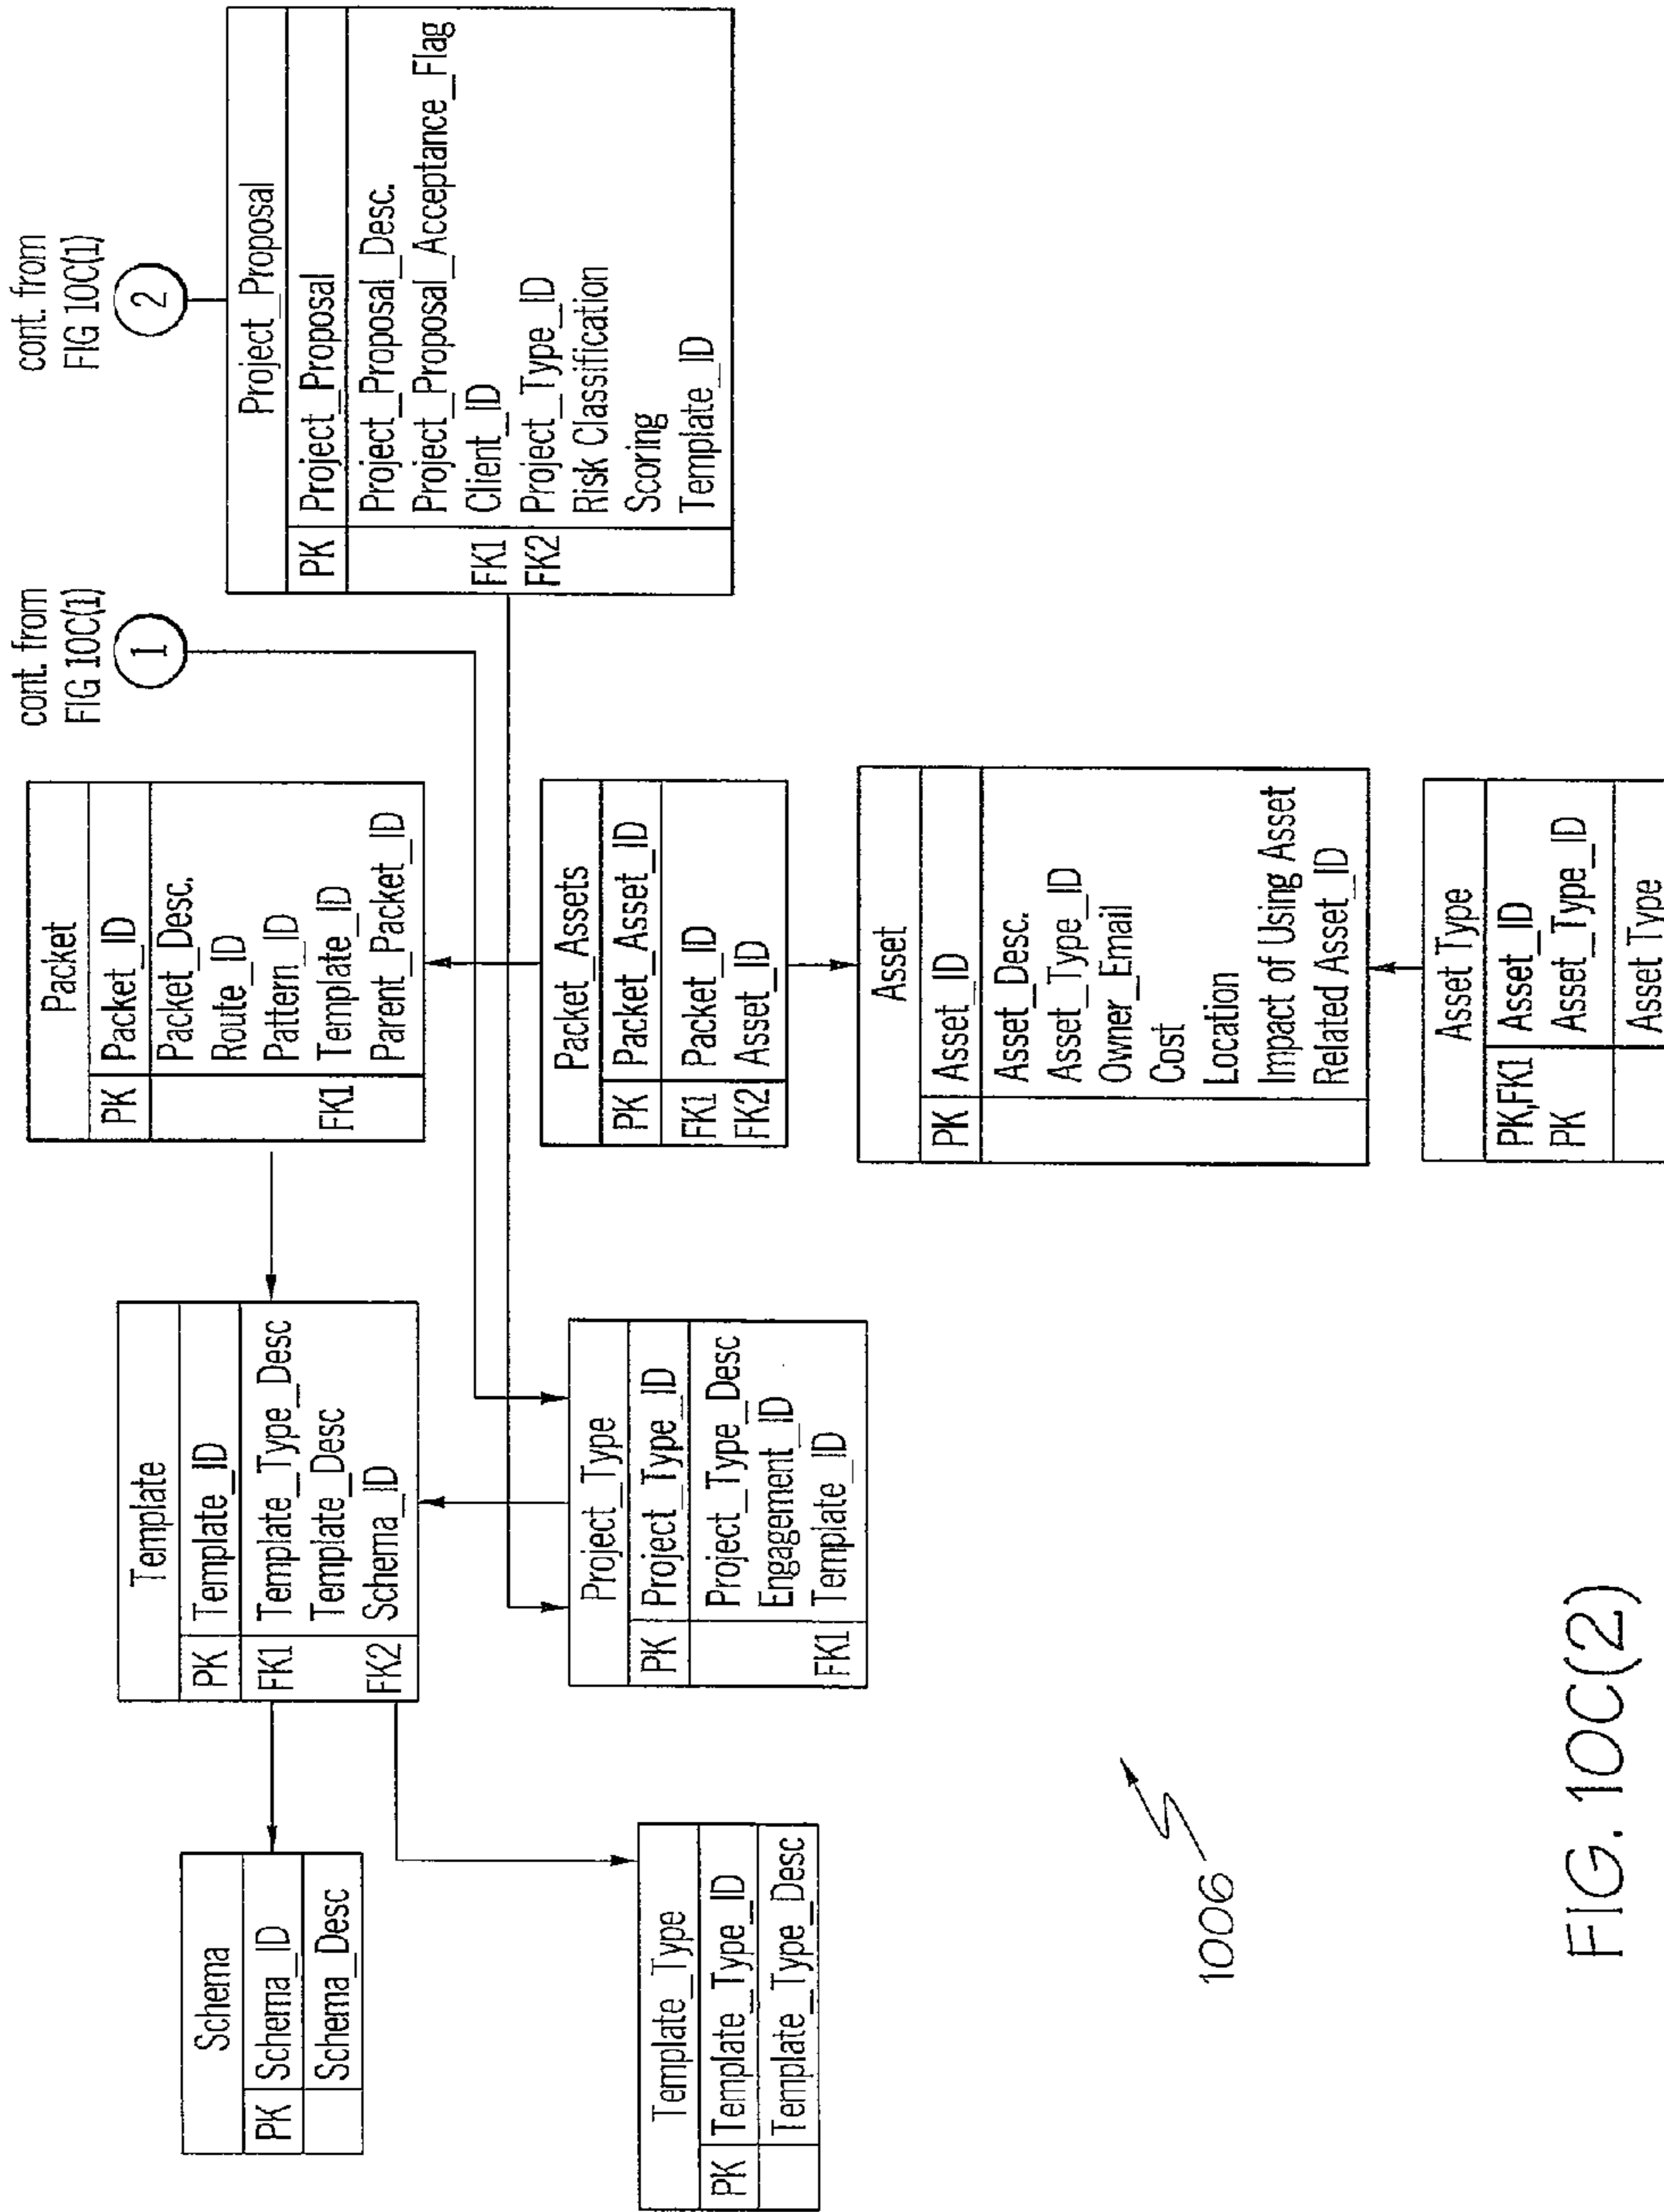 cont. from
FIG 10C(1)
1
cont. from
FIG 10C(1)
2
Schema
PK Schema_ID
Schema_Desc
Template
PK Template_ID
FK1 Template_Type_Desc
Template_Desc
FK2 Schema_ID
Packet
PK Packet_ID
Packet_Desc.
Route_ID
Pattern_ID
FK1 Template_ID
Parent_Packet_ID
Project_Proposal
PK Project_Proposal
Project_Proposal_Desc.
Project_Proposal_Acceptance_Flag
FK1 Client_ID
FK2 Project_Type_ID
Risk Classification
Scoring
Template_ID
Template_Type
PK Template_Type_ID
Template_Type_Desc
Project_Type
PK Project_Type_ID
Project_Type_Desc
Engagement_ID
FK1 Template_ID
Packet_Assets
PK Packet_Asset_ID
FK1 Packet_ID
FK2 Asset_ID
Asset
PK Asset_ID
Asset_Desc.
Asset_Type_ID
Owner_Email
Cost
Location
Impact of Using Asset
Related Asset_ID
Asset Type
PK,FK1 Asset_ID
PK Asset_Type_ID
Asset Type
1006
FIG. 10C(2)